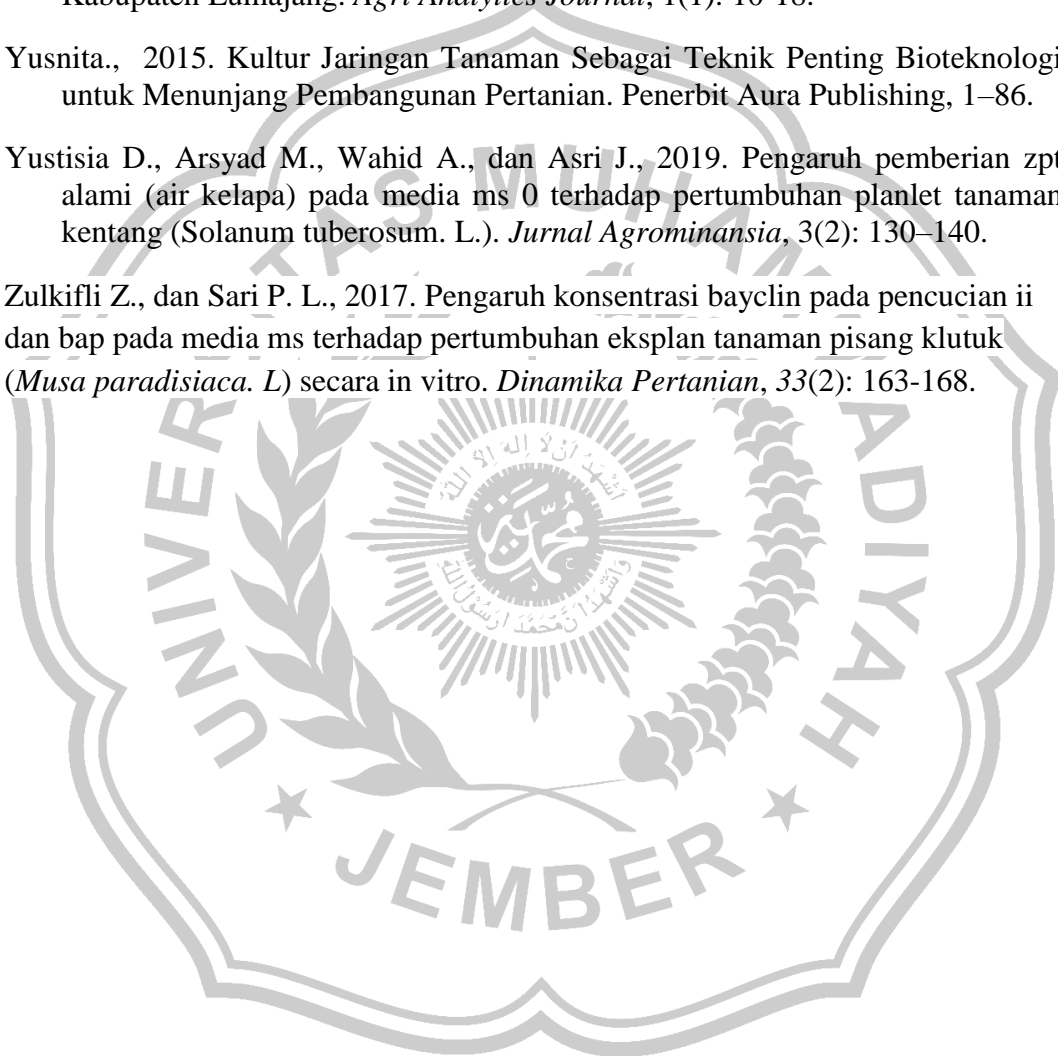 Kabupaten Lumajang. Agri Analytics Journal, 1(1): 10-18.
Yusnita., 2015. Kultur Jaringan Tanaman Sebagai Teknik Penting Bioteknologi
untuk Menunjang Pembangunan Pertanian. Penerbit Aura Publishing, 1–86.
Yustisia D., Arsyad M., Wahid A., dan Asri J., 2019. Pengaruh pemberian zpt
alami (air kelapa) pada media ms 0 terhadap pertumbuhan planlet tanaman
kentang (Solanum tuberosum. L.). Jurnal Agrominansia, 3(2): 130–140.
Zulkifli Z., dan Sari P. L., 2017. Pengaruh konsentrasi bayclin pada pencucian ii
dan bap pada media ms terhadap pertumbuhan eksplan tanaman pisang klutuk
(Musa paradisiaca. L) secara in vitro. Dinamika Pertanian, 33(2): 163-168.
JEMBER